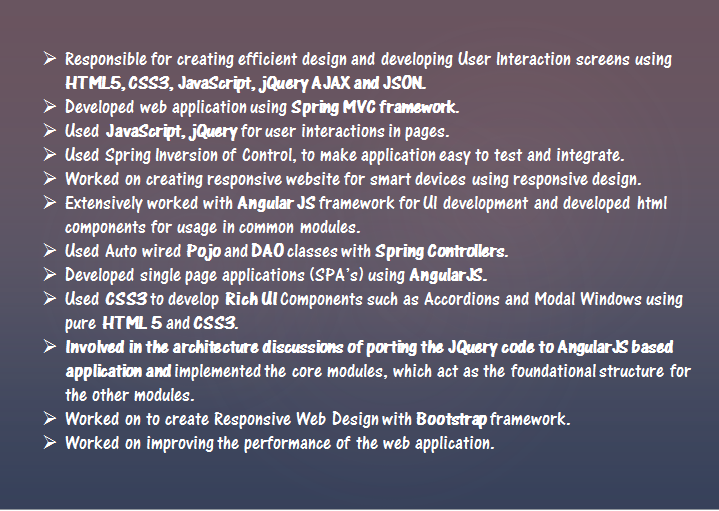 ➢ Responsible for creating efficient design and developing User Interaction screens using
HTML5, CSS3, JavaScript, jQuery AJAX and JSON.
➢ Developed web application using Spring MVC framework.
➢ Used JavaScript, jQuery for user interactions in pages.
➢ Used Spring Inversion of Control, to make application easy to test and integrate.
➢ Worked on creating responsive website for smart devices using responsive design.
➢ Extensively worked with Angular JS framework for UI development and developed html
components for usage in common modules.
➢ Used Auto wired Pojo and DAO classes with Spring Controllers.
➢ Developed single page applications (SPA's) using AngularJS.
➢ Used CSS3 to develop Rich UI Components such as Accordions and Modal Windows using
pure HTML 5 and CSS3.
➢ Involved in the architecture discussions of porting the JQuery code to AngularJS based
application and implemented the core modules, which act as the foundational structure for
the other modules.
➢ Worked on to create Responsive Web Design with Bootstrap framework.
➢ Worked on improving the performance of the web application.